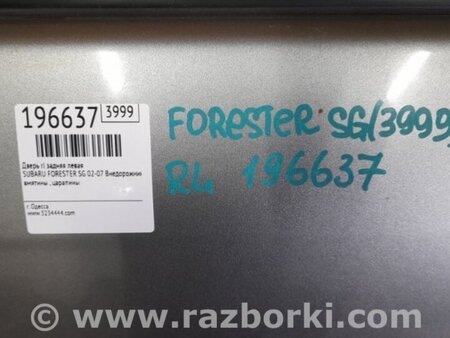 196637 3999
Дверь rl задняя левая
SUBARU FORESTER SG 02-07 Внедорожник
вмятины , царапины
г.Одесса
www.5234444.com
FORESTER SG(3999)
RL 196637
© www.razborki.com